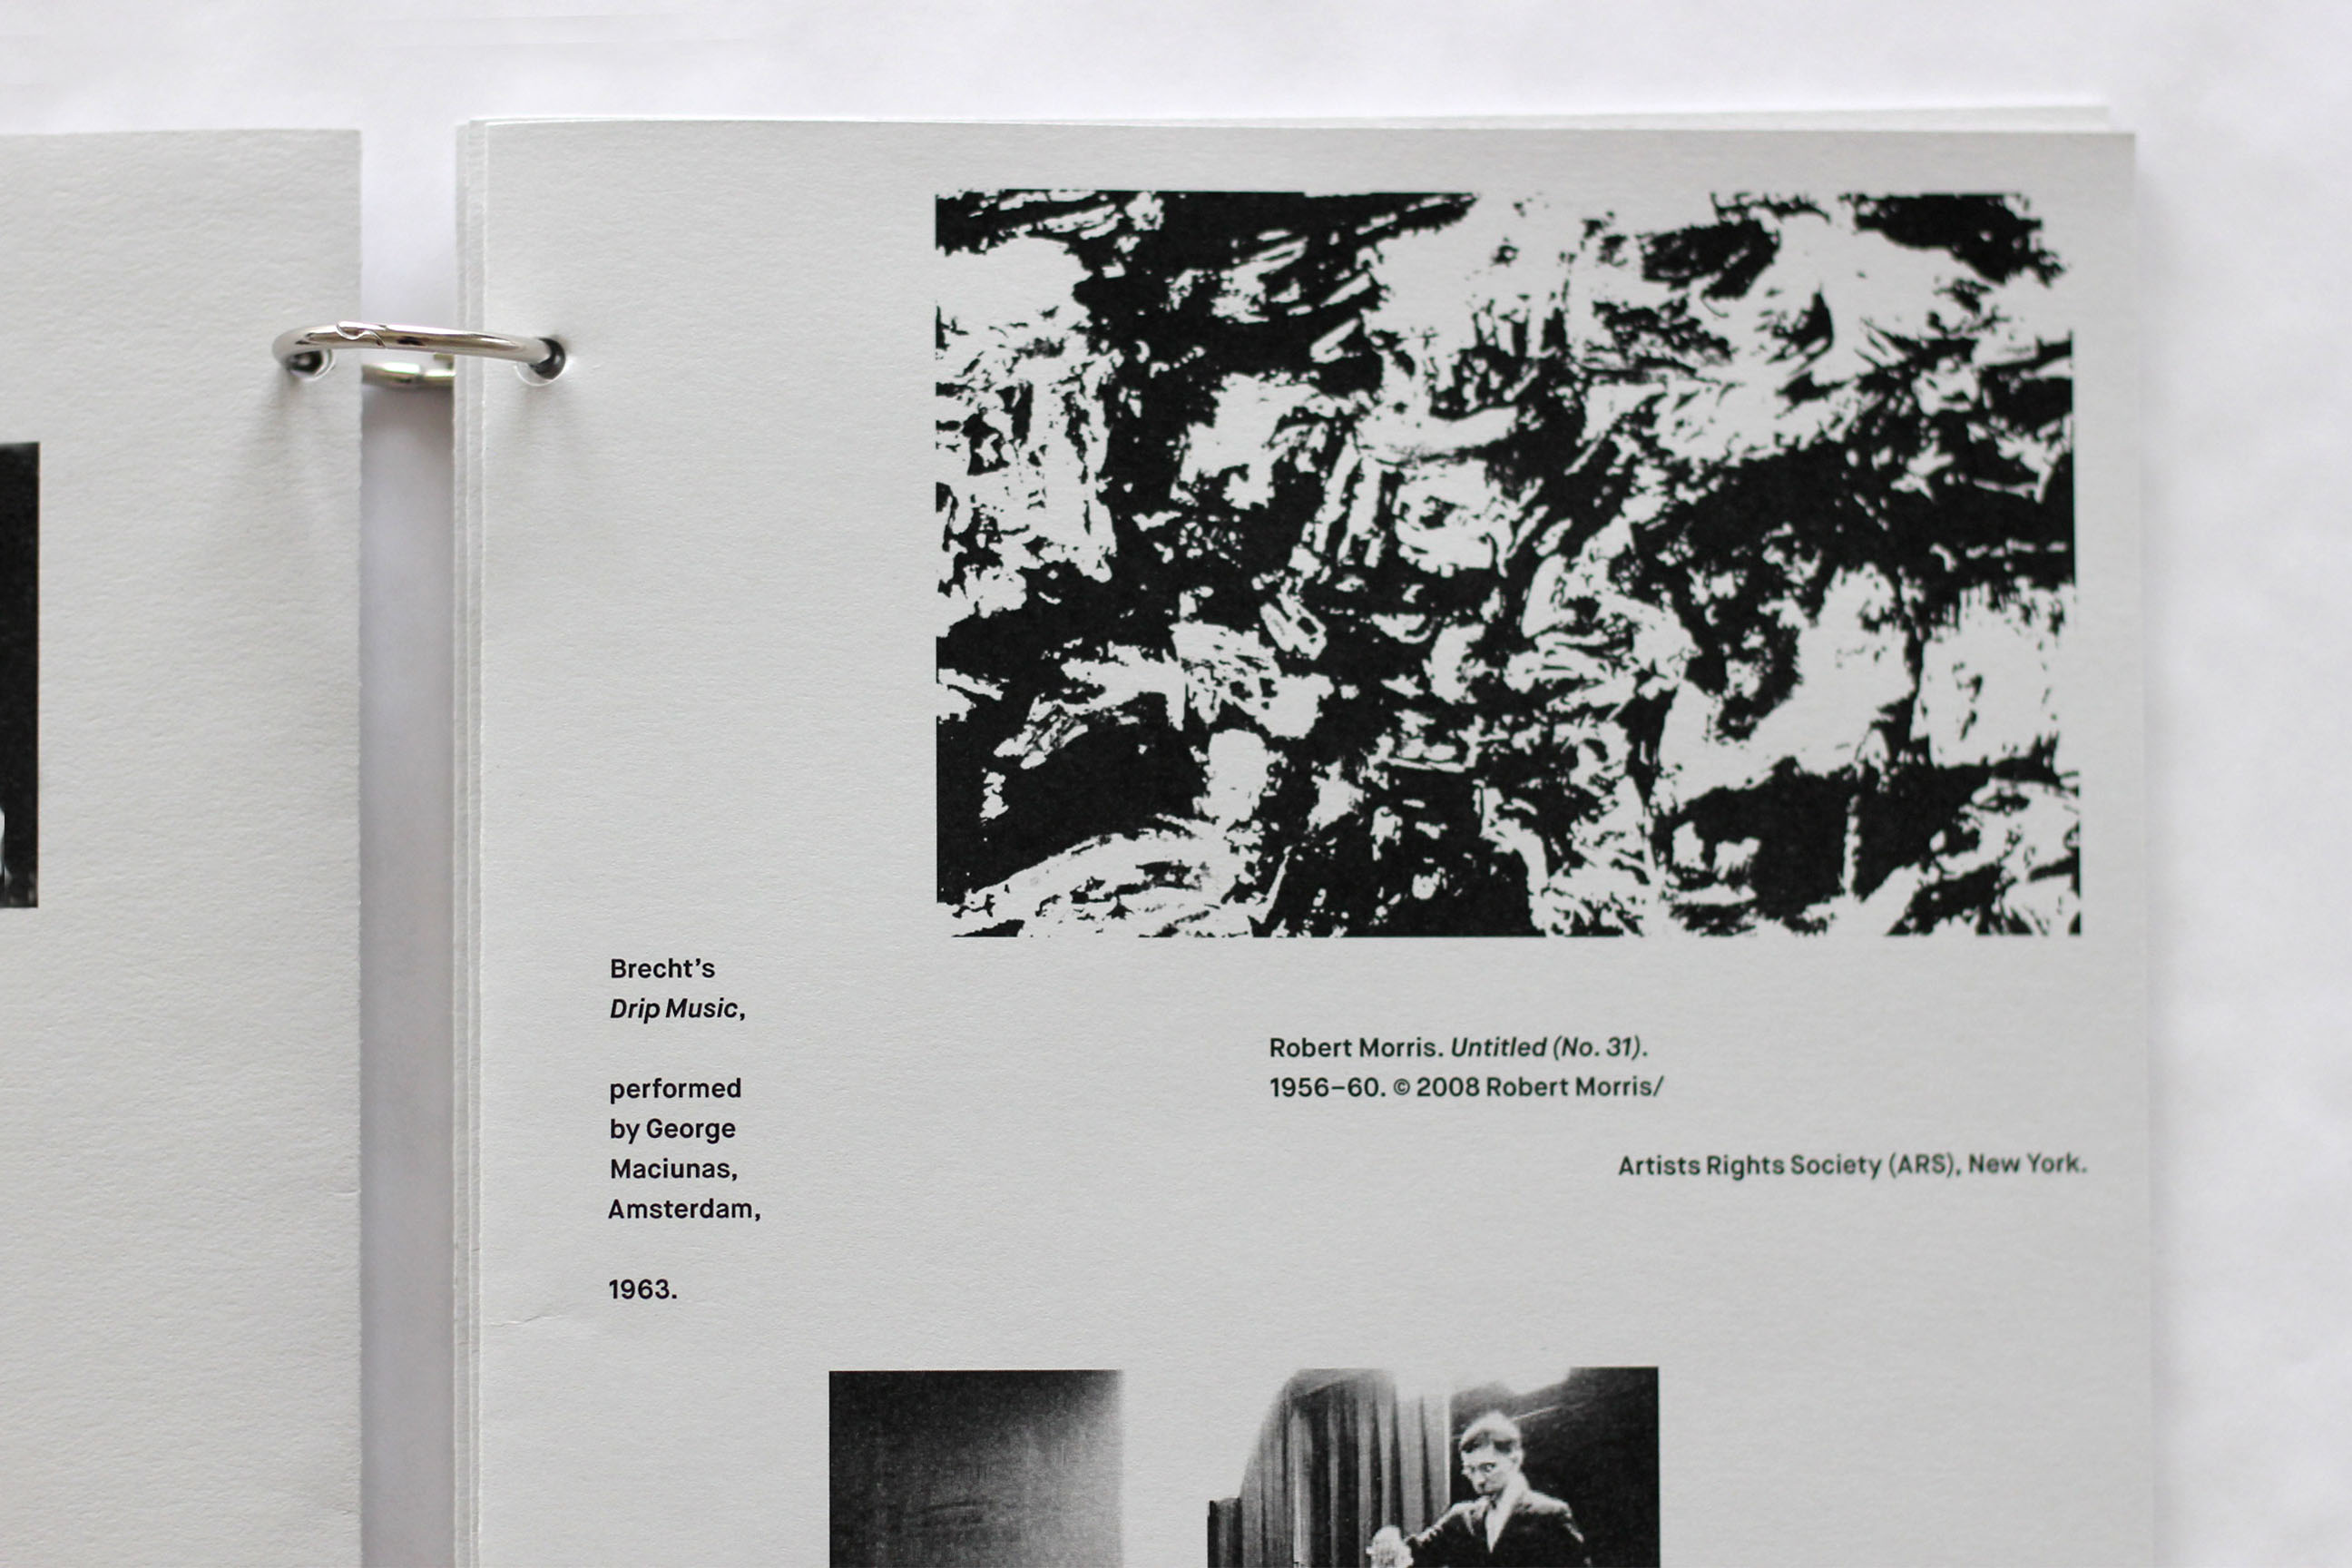 Brecht’s
Drip Music,
performed
by George
Maciunas,
Amsterdam,
1963.
Robert Morris. Untitled (No. 31).
1956–60. © 2008 Robert Morris/
Artists Rights Society (ARS), New York.